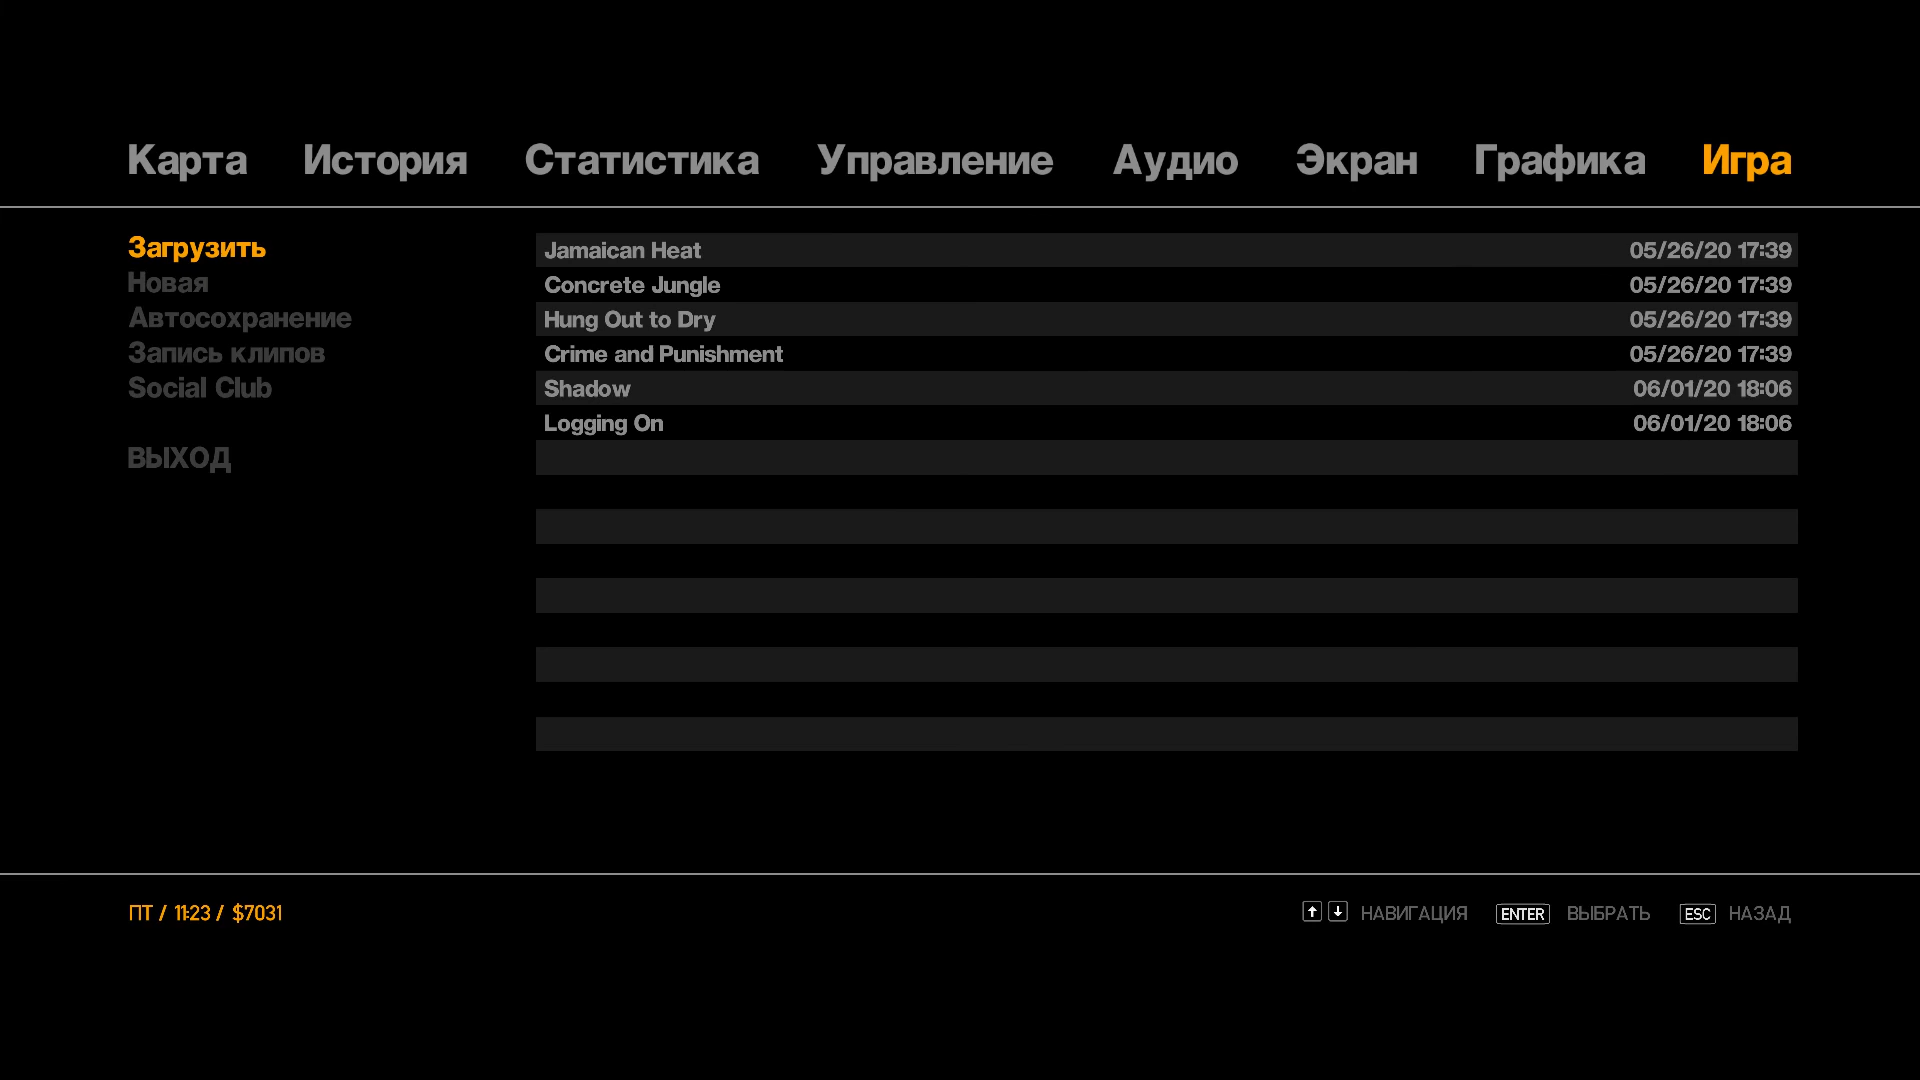 Карта История Статистика Управление Аудио Экран Графика Игра
Загрузить
Новая
Автосохранение
Запись клипов
Social Club
ВЫХОД
Jamaican Heat 05/26/20 17:39
Concrete Jungle 05/26/20 17:39
Hung Out to Dry 05/26/20 17:39
Crime and Punishment 05/26/20 17:39
Shadow 06/01/20 18:06
Logging On 06/01/20 18:06
ПТ / 11:23 / $7031
↑ ↓ НАВИГАЦИЯ ENTER ВЫБРАТЬ ESC НАЗАД